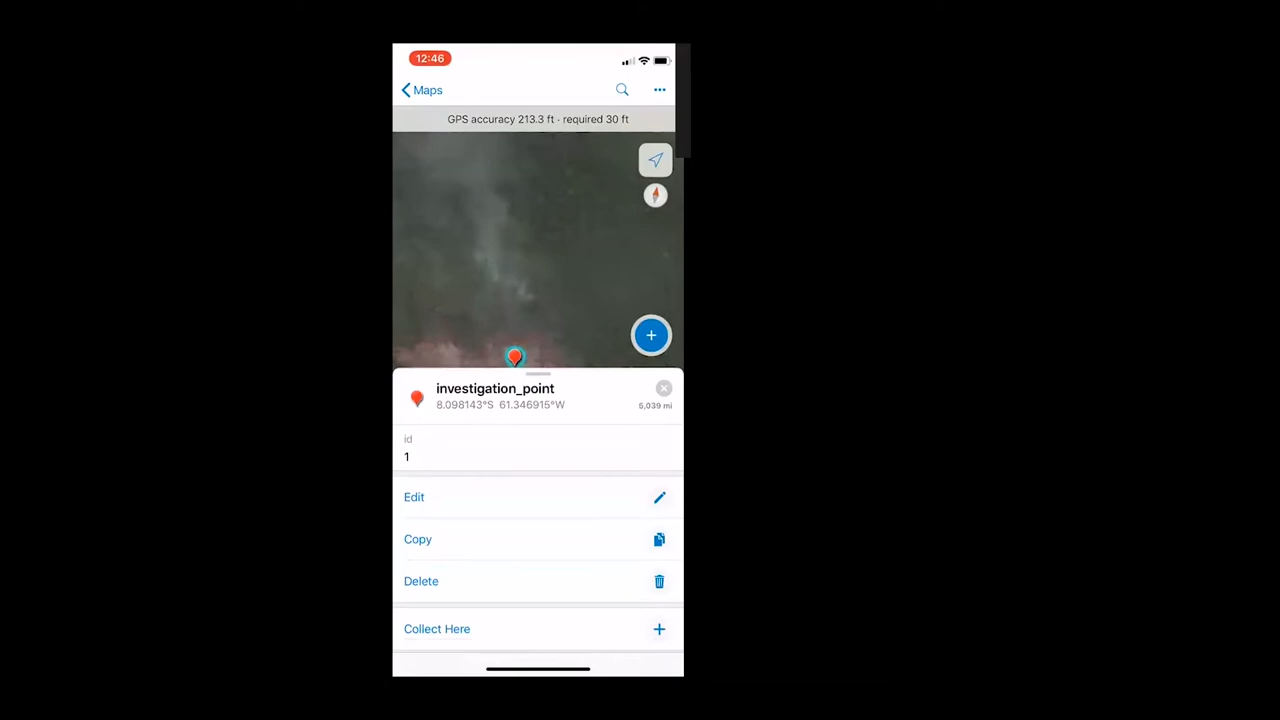 12:46
Maps
GPS accuracy 213.3 ft · required 30 ft
investigation_point
8.098143°S 61.346915°W
5,039 mi
id
1
Edit
Copy
Delete
Collect Here